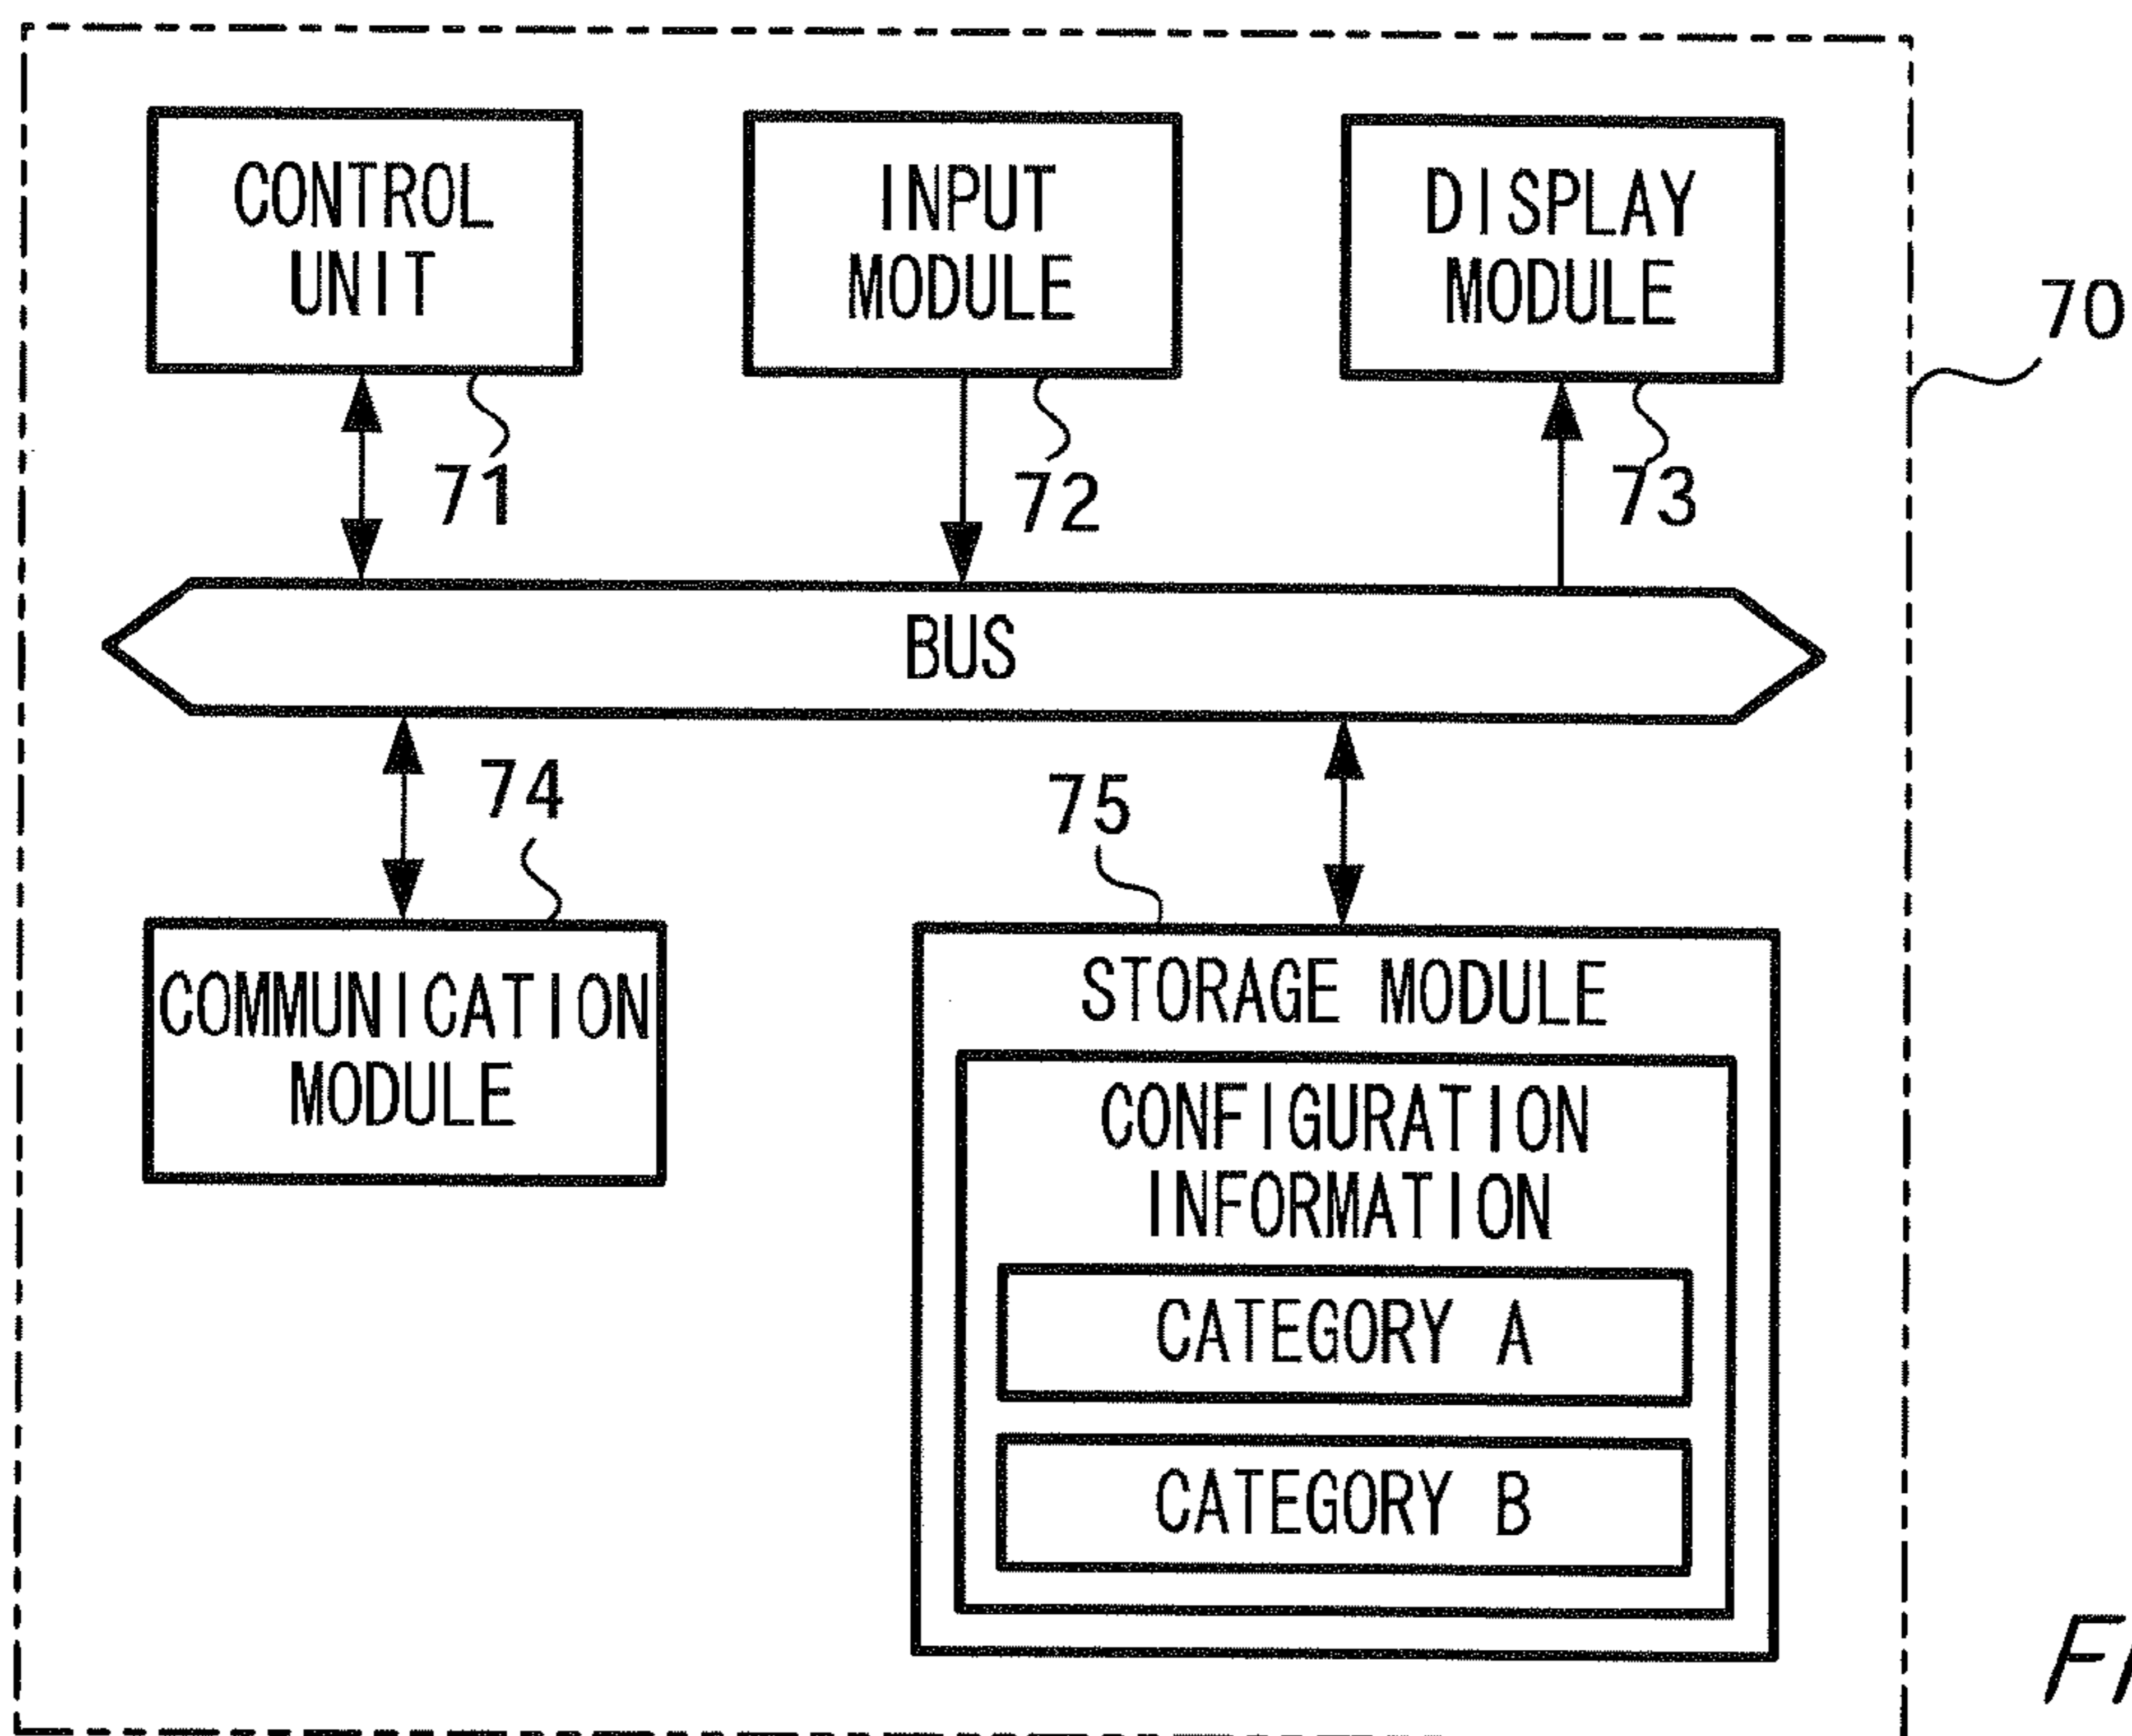 CONTROL
UNIT
INPUT
MODULE
DISPLAY
MODULE
70
71
72
73
BUS
74
75
COMMUNICATION
MODULE
STORAGE MODULE
CONFIGURATION
INFORMATION
CATEGORY A
CATEGORY B